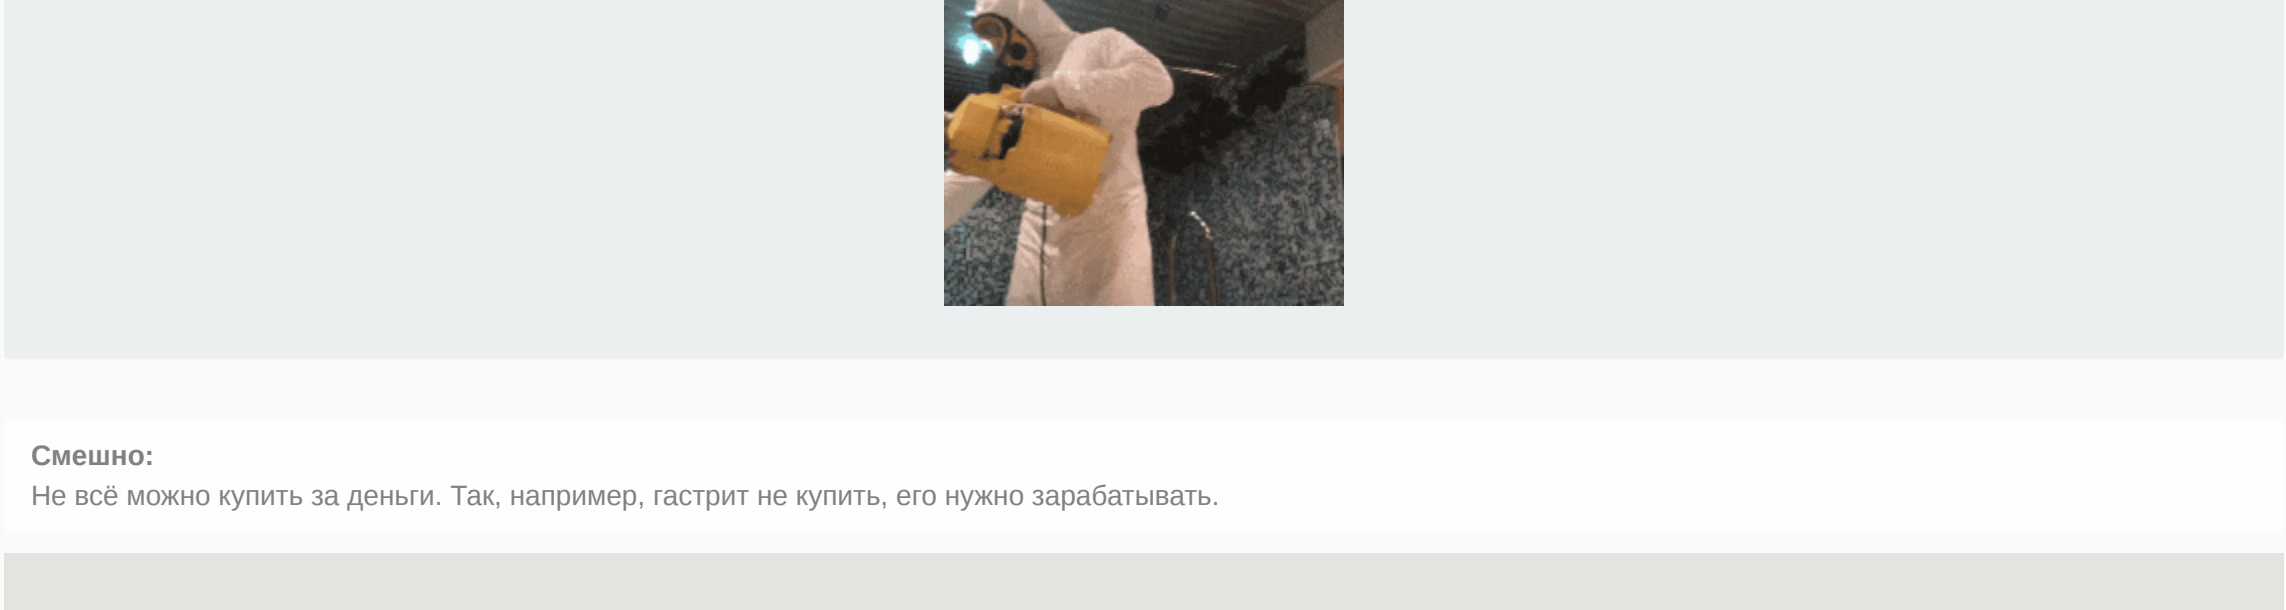 Смешно:
Не всё можно купить за деньги. Так, например, гастрит не купить, его нужно зарабатывать.